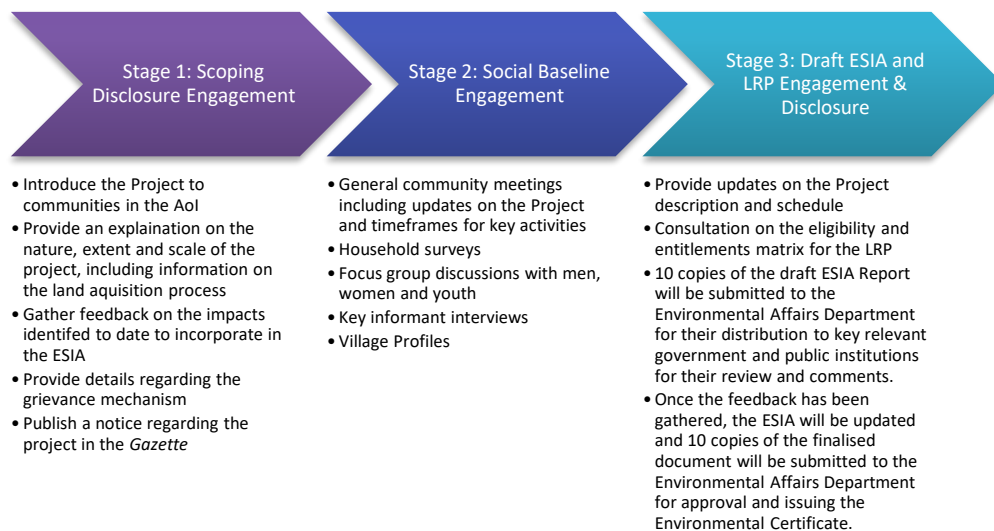 Stage 1: Scoping
Disclosure Engagement
• Introduce the Project to
communities in the AoI
• Provide an explaination on the
nature, extent and scale of the
project, including information on
the land aquisition process
• Gather feedback on the impacts
identifed to date to incorporate in
the ESIA
• Provide details regarding the
grievance mechanism
• Publish a notice regarding the
project in the Gazette
Stage 2: Social Baseline
Engagement
• General community meetings
including updates on the Project
and timeframes for key activities
• Household surveys
• Focus group discussions with men,
women and youth
• Key informant interviews
• Village Profiles
Stage 3: Draft ESIA and
LRP Engagement &
Disclosure
• Provide updates on the Project
description and schedule
• Consultation on the eligibility and
entitlements matrix for the LRP
• 10 copies of the draft ESIA Report
will be submitted to the
Environmental Affairs Department
for their distribution to key relevant
government and public institutions
for their review and comments.
• Once the feedback has been
gathered, the ESIA will be updated
and 10 copies of the finalised
document will be submitted to the
Environmental Affairs Department
for approval and issuing the
Environmental Certificate.